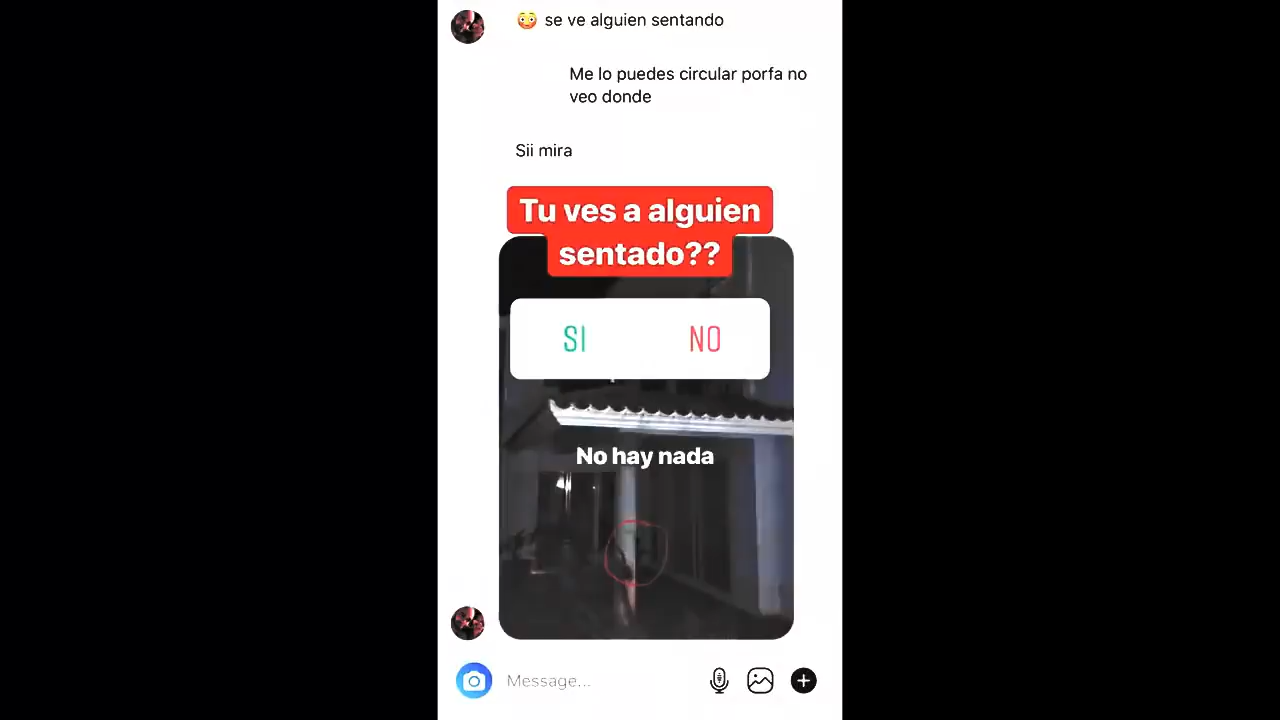 😳 se ve alguien sentando
Me lo puedes circular porfa no
veo donde
Sii mira
Tu ves a alguien
sentado??
SI NO
No hay nada
Message...